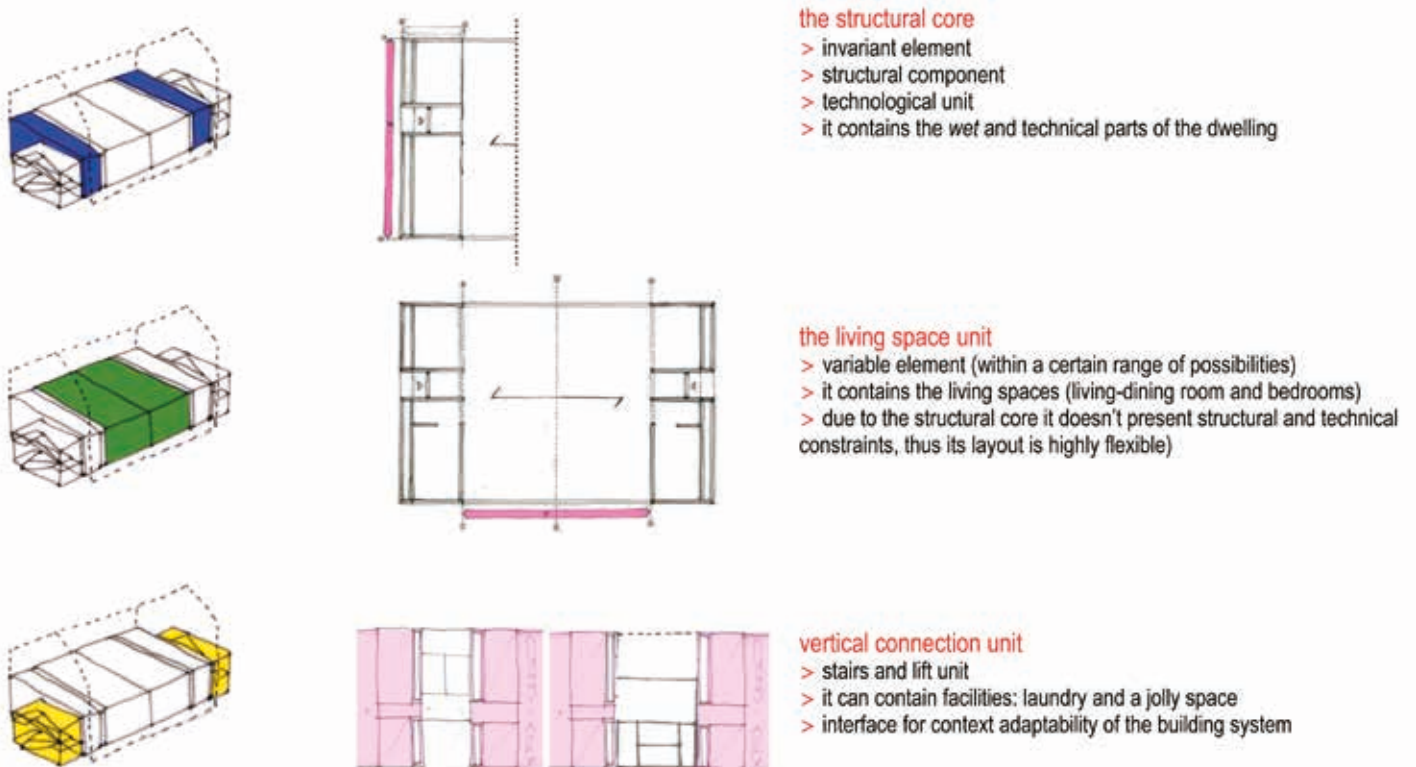 the structural core
> invariant element
> structural component
> technological unit
> it contains the wet and technical parts of the dwelling
the living space unit
> variable element (within a certain range of possibilities)
> it contains the living spaces (living-dining room and bedrooms)
> due to the structural core it doesn't present structural and technical
constraints, thus its layout is highly flexible)
vertical connection unit
> stairs and lift unit
> it can contain facilities: laundry and a jolly space
> interface for context adaptability of the building system